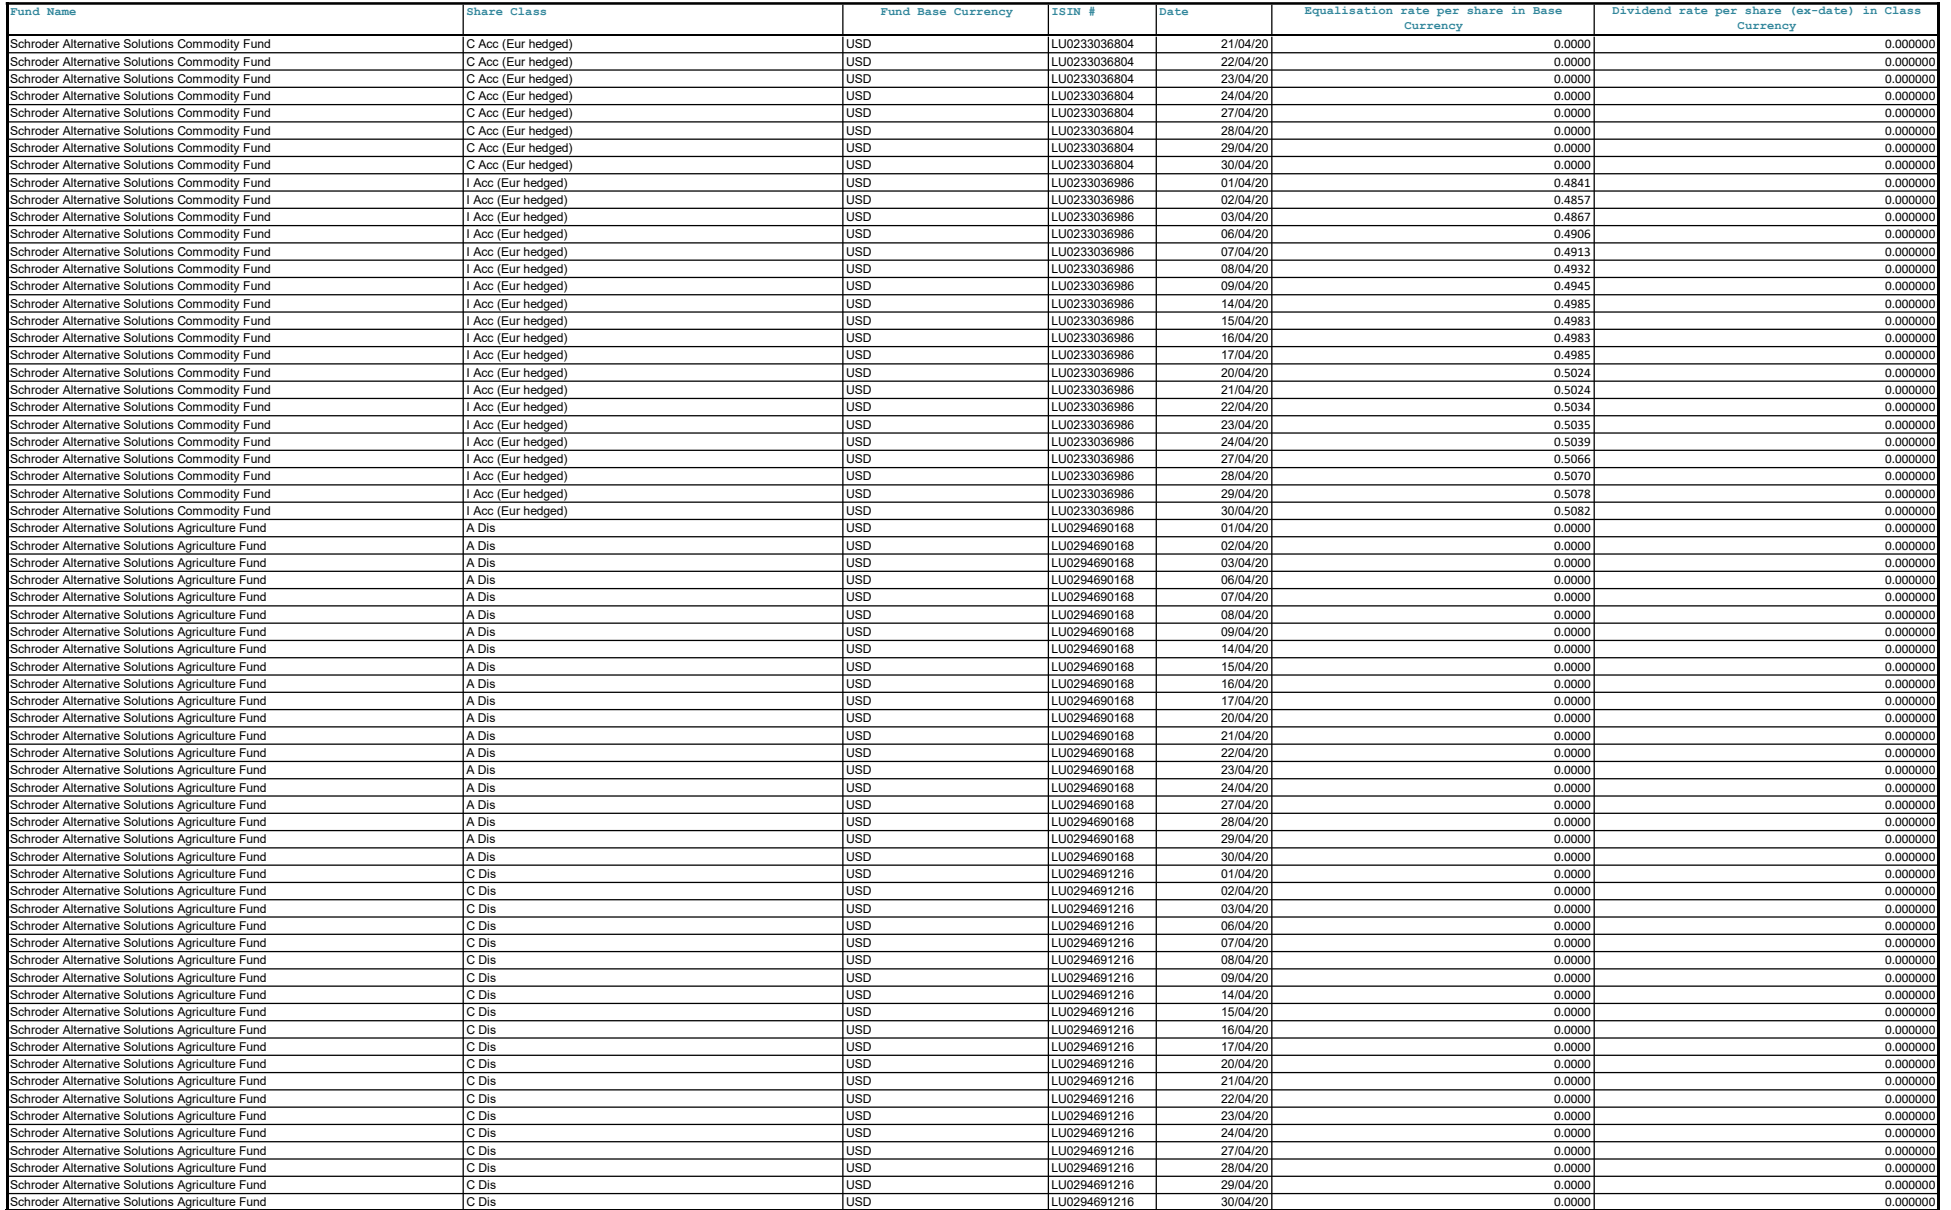 Fund Name Share Class Fund Base Currency ISIN # Date Equalisation rate per share in Base Currency Dividend rate per share (ex-date) in Class Currency
Schroder Alternative Solutions Commodity Fund C Acc (Eur hedged) USD LU0233036804 21/04/20 0.0000 0.000000
Schroder Alternative Solutions Commodity Fund C Acc (Eur hedged) USD LU0233036804 22/04/20 0.0000 0.000000
Schroder Alternative Solutions Commodity Fund C Acc (Eur hedged) USD LU0233036804 23/04/20 0.0000 0.000000
Schroder Alternative Solutions Commodity Fund C Acc (Eur hedged) USD LU0233036804 24/04/20 0.0000 0.000000
Schroder Alternative Solutions Commodity Fund C Acc (Eur hedged) USD LU0233036804 27/04/20 0.0000 0.000000
Schroder Alternative Solutions Commodity Fund C Acc (Eur hedged) USD LU0233036804 28/04/20 0.0000 0.000000
Schroder Alternative Solutions Commodity Fund C Acc (Eur hedged) USD LU0233036804 29/04/20 0.0000 0.000000
Schroder Alternative Solutions Commodity Fund C Acc (Eur hedged) USD LU0233036804 30/04/20 0.0000 0.000000
Schroder Alternative Solutions Commodity Fund I Acc (Eur hedged) USD LU0233036986 01/04/20 0.4841 0.000000
Schroder Alternative Solutions Commodity Fund I Acc (Eur hedged) USD LU0233036986 02/04/20 0.4857 0.000000
Schroder Alternative Solutions Commodity Fund I Acc (Eur hedged) USD LU0233036986 03/04/20 0.4867 0.000000
Schroder Alternative Solutions Commodity Fund I Acc (Eur hedged) USD LU0233036986 06/04/20 0.4906 0.000000
Schroder Alternative Solutions Commodity Fund I Acc (Eur hedged) USD LU0233036986 07/04/20 0.4913 0.000000
Schroder Alternative Solutions Commodity Fund I Acc (Eur hedged) USD LU0233036986 08/04/20 0.4932 0.000000
Schroder Alternative Solutions Commodity Fund I Acc (Eur hedged) USD LU0233036986 09/04/20 0.4945 0.000000
Schroder Alternative Solutions Commodity Fund I Acc (Eur hedged) USD LU0233036986 14/04/20 0.4985 0.000000
Schroder Alternative Solutions Commodity Fund I Acc (Eur hedged) USD LU0233036986 15/04/20 0.4983 0.000000
Schroder Alternative Solutions Commodity Fund I Acc (Eur hedged) USD LU0233036986 16/04/20 0.4983 0.000000
Schroder Alternative Solutions Commodity Fund I Acc (Eur hedged) USD LU0233036986 17/04/20 0.4985 0.000000
Schroder Alternative Solutions Commodity Fund I Acc (Eur hedged) USD LU0233036986 20/04/20 0.5024 0.000000
Schroder Alternative Solutions Commodity Fund I Acc (Eur hedged) USD LU0233036986 21/04/20 0.5024 0.000000
Schroder Alternative Solutions Commodity Fund I Acc (Eur hedged) USD LU0233036986 22/04/20 0.5034 0.000000
Schroder Alternative Solutions Commodity Fund I Acc (Eur hedged) USD LU0233036986 23/04/20 0.5035 0.000000
Schroder Alternative Solutions Commodity Fund I Acc (Eur hedged) USD LU0233036986 24/04/20 0.5039 0.000000
Schroder Alternative Solutions Commodity Fund I Acc (Eur hedged) USD LU0233036986 27/04/20 0.5066 0.000000
Schroder Alternative Solutions Commodity Fund I Acc (Eur hedged) USD LU0233036986 28/04/20 0.5070 0.000000
Schroder Alternative Solutions Commodity Fund I Acc (Eur hedged) USD LU0233036986 29/04/20 0.5078 0.000000
Schroder Alternative Solutions Commodity Fund I Acc (Eur hedged) USD LU0233036986 30/04/20 0.5082 0.000000
Schroder Alternative Solutions Agriculture Fund A Dis USD LU0294690168 01/04/20 0.0000 0.000000
Schroder Alternative Solutions Agriculture Fund A Dis USD LU0294690168 02/04/20 0.0000 0.000000
Schroder Alternative Solutions Agriculture Fund A Dis USD LU0294690168 03/04/20 0.0000 0.000000
Schroder Alternative Solutions Agriculture Fund A Dis USD LU0294690168 06/04/20 0.0000 0.000000
Schroder Alternative Solutions Agriculture Fund A Dis USD LU0294690168 07/04/20 0.0000 0.000000
Schroder Alternative Solutions Agriculture Fund A Dis USD LU0294690168 08/04/20 0.0000 0.000000
Schroder Alternative Solutions Agriculture Fund A Dis USD LU0294690168 09/04/20 0.0000 0.000000
Schroder Alternative Solutions Agriculture Fund A Dis USD LU0294690168 14/04/20 0.0000 0.000000
Schroder Alternative Solutions Agriculture Fund A Dis USD LU0294690168 15/04/20 0.0000 0.000000
Schroder Alternative Solutions Agriculture Fund A Dis USD LU0294690168 16/04/20 0.0000 0.000000
Schroder Alternative Solutions Agriculture Fund A Dis USD LU0294690168 17/04/20 0.0000 0.000000
Schroder Alternative Solutions Agriculture Fund A Dis USD LU0294690168 20/04/20 0.0000 0.000000
Schroder Alternative Solutions Agriculture Fund A Dis USD LU0294690168 21/04/20 0.0000 0.000000
Schroder Alternative Solutions Agriculture Fund A Dis USD LU0294690168 22/04/20 0.0000 0.000000
Schroder Alternative Solutions Agriculture Fund A Dis USD LU0294690168 23/04/20 0.0000 0.000000
Schroder Alternative Solutions Agriculture Fund A Dis USD LU0294690168 24/04/20 0.0000 0.000000
Schroder Alternative Solutions Agriculture Fund A Dis USD LU0294690168 27/04/20 0.0000 0.000000
Schroder Alternative Solutions Agriculture Fund A Dis USD LU0294690168 28/04/20 0.0000 0.000000
Schroder Alternative Solutions Agriculture Fund A Dis USD LU0294690168 29/04/20 0.0000 0.000000
Schroder Alternative Solutions Agriculture Fund A Dis USD LU0294690168 30/04/20 0.0000 0.000000
Schroder Alternative Solutions Agriculture Fund C Dis USD LU0294691216 01/04/20 0.0000 0.000000
Schroder Alternative Solutions Agriculture Fund C Dis USD LU0294691216 02/04/20 0.0000 0.000000
Schroder Alternative Solutions Agriculture Fund C Dis USD LU0294691216 03/04/20 0.0000 0.000000
Schroder Alternative Solutions Agriculture Fund C Dis USD LU0294691216 06/04/20 0.0000 0.000000
Schroder Alternative Solutions Agriculture Fund C Dis USD LU0294691216 07/04/20 0.0000 0.000000
Schroder Alternative Solutions Agriculture Fund C Dis USD LU0294691216 08/04/20 0.0000 0.000000
Schroder Alternative Solutions Agriculture Fund C Dis USD LU0294691216 09/04/20 0.0000 0.000000
Schroder Alternative Solutions Agriculture Fund C Dis USD LU0294691216 14/04/20 0.0000 0.000000
Schroder Alternative Solutions Agriculture Fund C Dis USD LU0294691216 15/04/20 0.0000 0.000000
Schroder Alternative Solutions Agriculture Fund C Dis USD LU0294691216 16/04/20 0.0000 0.000000
Schroder Alternative Solutions Agriculture Fund C Dis USD LU0294691216 17/04/20 0.0000 0.000000
Schroder Alternative Solutions Agriculture Fund C Dis USD LU0294691216 20/04/20 0.0000 0.000000
Schroder Alternative Solutions Agriculture Fund C Dis USD LU0294691216 21/04/20 0.0000 0.000000
Schroder Alternative Solutions Agriculture Fund C Dis USD LU0294691216 22/04/20 0.0000 0.000000
Schroder Alternative Solutions Agriculture Fund C Dis USD LU0294691216 23/04/20 0.0000 0.000000
Schroder Alternative Solutions Agriculture Fund C Dis USD LU0294691216 24/04/20 0.0000 0.000000
Schroder Alternative Solutions Agriculture Fund C Dis USD LU0294691216 27/04/20 0.0000 0.000000
Schroder Alternative Solutions Agriculture Fund C Dis USD LU0294691216 28/04/20 0.0000 0.000000
Schroder Alternative Solutions Agriculture Fund C Dis USD LU0294691216 29/04/20 0.0000 0.000000
Schroder Alternative Solutions Agriculture Fund C Dis USD LU0294691216 30/04/20 0.0000 0.000000